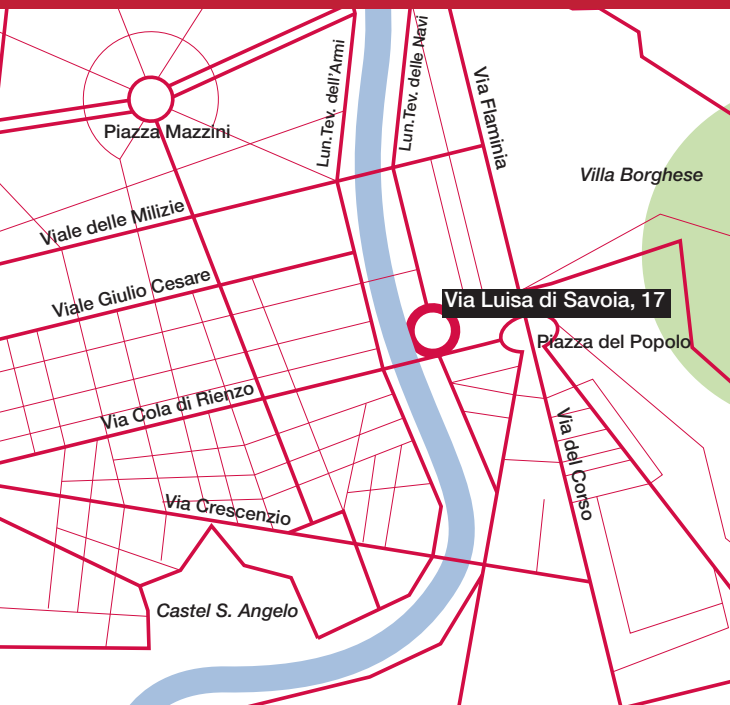 Lun.Tev. dell'Armi
Lun.Tev. delle Navi
Via Flaminia
Piazza Mazzini
Villa Borghese
Viale delle Milizie
Viale Giulio Cesare
Via Luisa di Savoia, 17
Piazza del Popolo
Via Cola di Rienzo
Via del Corso
Via Crescenzio
Castel S. Angelo